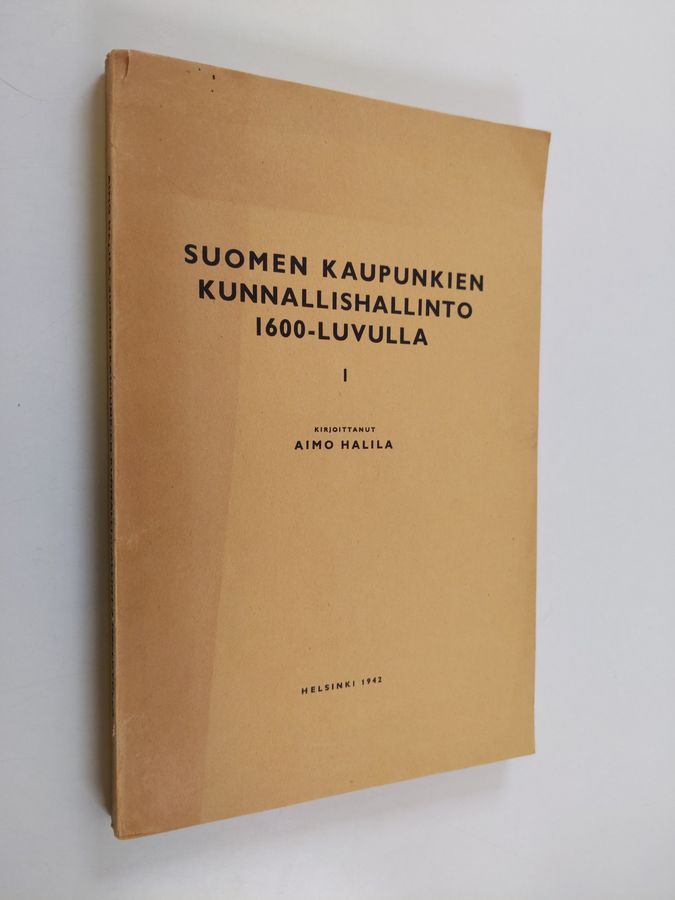 SUOMEN KAUPUNKIEN
KUNNALLISHALLINTO
1600-LUVULLA
I
KIRJOITTANUT
AIMO HALILA
HELSINKI 1942